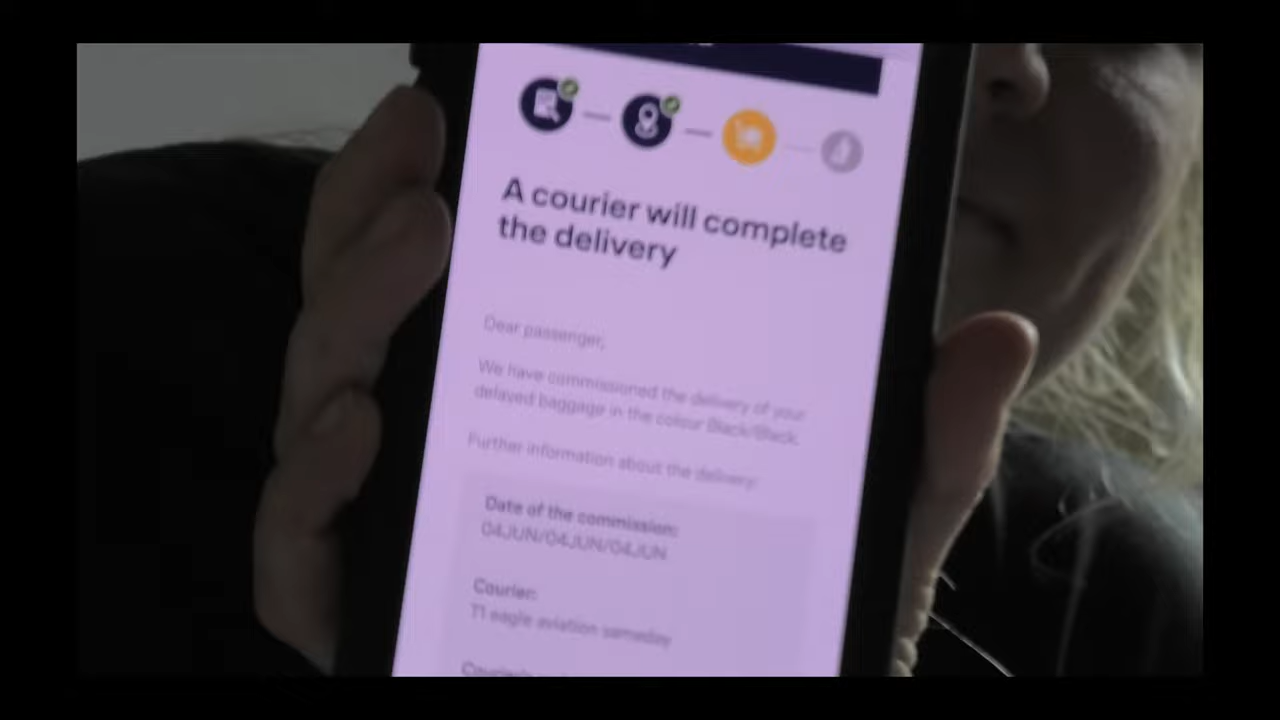 A courier will complete
the delivery
Dear passenger,
We have commissioned the delivery of your
delayed baggage in the colour Black/Black.
Further information about the delivery:
Date of the commission:
04JUN/04JUN/04JUN
Courier:
T1 eagle aviation sameday